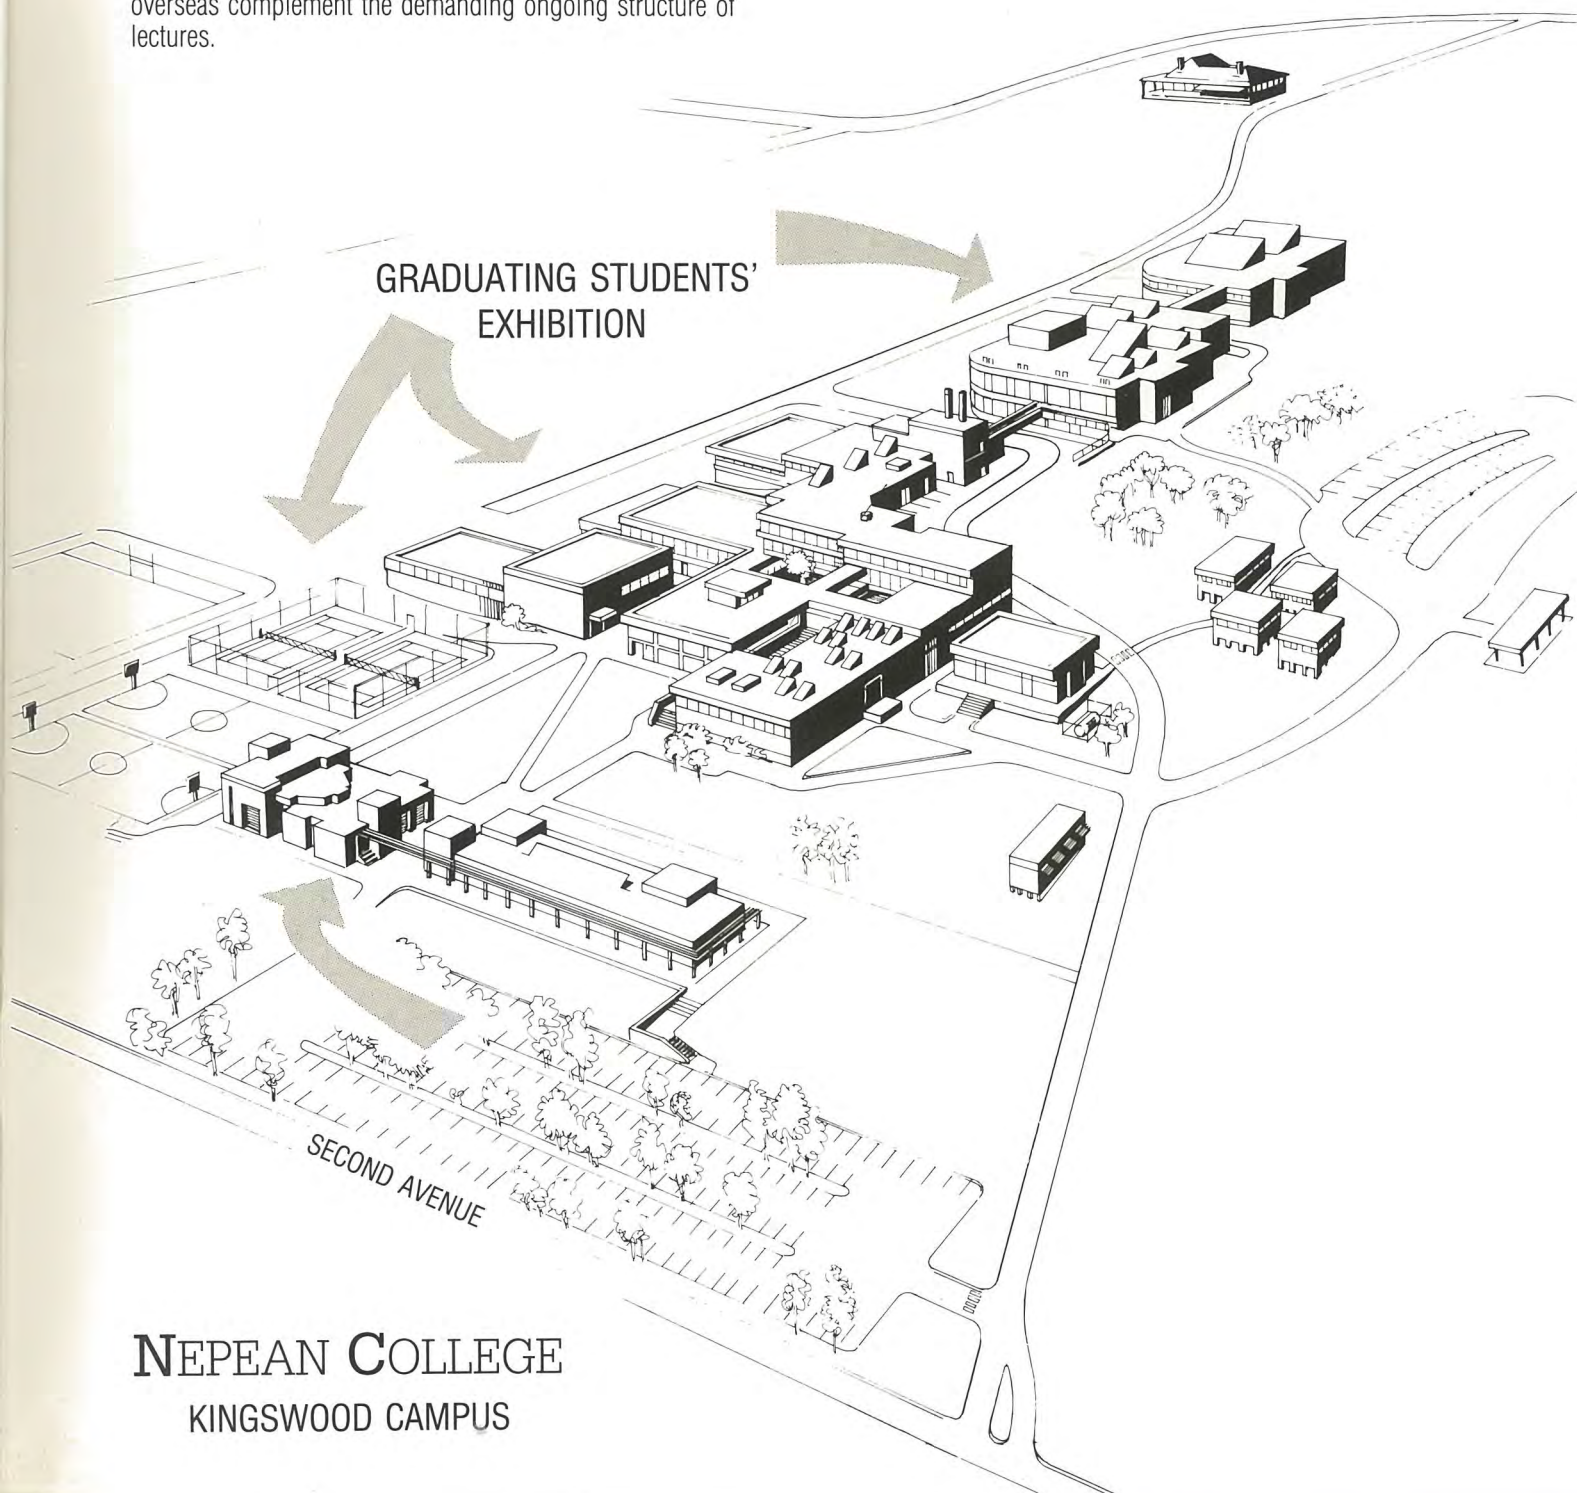 overseas complement the demanding ongoing structure of
lectures.
GRADUATING STUDENTS'
EXHIBITION
SECOND AVENUE
NEPEAN COLLEGE
KINGSWOOD CAMPUS